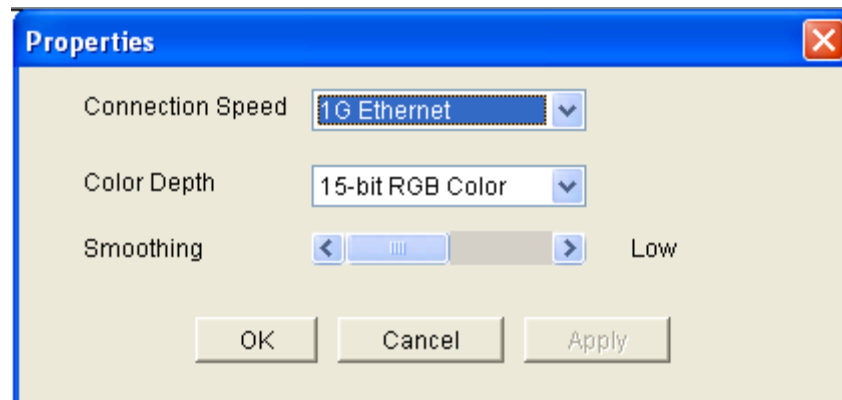 Properties
Connection Speed 1G Ethernet
Color Depth 15-bit RGB Color
Smoothing Low
OK Cancel Apply